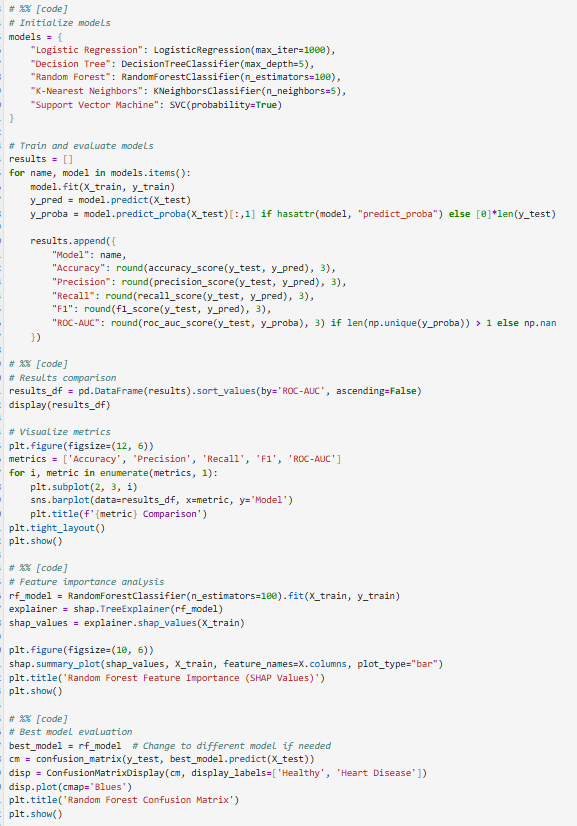 # %% [code]
# Initialize models
models = {
    "Logistic Regression": LogisticRegression(max_iter=1000),
    "Decision Tree": DecisionTreeClassifier(max_depth=5),
    "Random Forest": RandomForestClassifier(n_estimators=100),
    "K-Nearest Neighbors": KNeighborsClassifier(n_neighbors=5),
    "Support Vector Machine": SVC(probability=True)
}

# Train and evaluate models
results = []
for name, model in models.items():
    model.fit(X_train, y_train)
    y_pred = model.predict(X_test)
    y_proba = model.predict_proba(X_test)[:,1] if hasattr(model, "predict_proba") else [0]*len(y_test)

    results.append({
        "Model": name,
        "Accuracy": round(accuracy_score(y_test, y_pred), 3),
        "Precision": round(precision_score(y_test, y_pred), 3),
        "Recall": round(recall_score(y_test, y_pred), 3),
        "F1": round(f1_score(y_test, y_pred), 3),
        "ROC-AUC": round(roc_auc_score(y_test, y_proba), 3) if len(np.unique(y_proba)) > 1 else np.nan
    })

# %% [code]
# Results comparison
results_df = pd.DataFrame(results).sort_values(by='ROC-AUC', ascending=False)
display(results_df)

# Visualize metrics
plt.figure(figsize=(12, 6))
metrics = ['Accuracy', 'Precision', 'Recall', 'F1', 'ROC-AUC']
for i, metric in enumerate(metrics, 1):
    plt.subplot(2, 3, i)
    sns.barplot(data=results_df, x=metric, y='Model')
    plt.title(f'{metric} Comparison')
plt.tight_layout()
plt.show()

# %% [code]
# Feature importance analysis
rf_model = RandomForestClassifier(n_estimators=100).fit(X_train, y_train)
explainer = shap.TreeExplainer(rf_model)
shap_values = explainer.shap_values(X_train)

plt.figure(figsize=(10, 6))
shap.summary_plot(shap_values, X_train, feature_names=X.columns, plot_type="bar")
plt.title('Random Forest Feature Importance (SHAP Values)')
plt.show()

# %% [code]
# Best model evaluation
best_model = rf_model  # Change to different model if needed
cm = confusion_matrix(y_test, best_model.predict(X_test))
disp = ConfusionMatrixDisplay(cm, display_labels=['Healthy', 'Heart Disease'])
disp.plot(cmap='Blues')
plt.title('Random Forest Confusion Matrix')
plt.show()